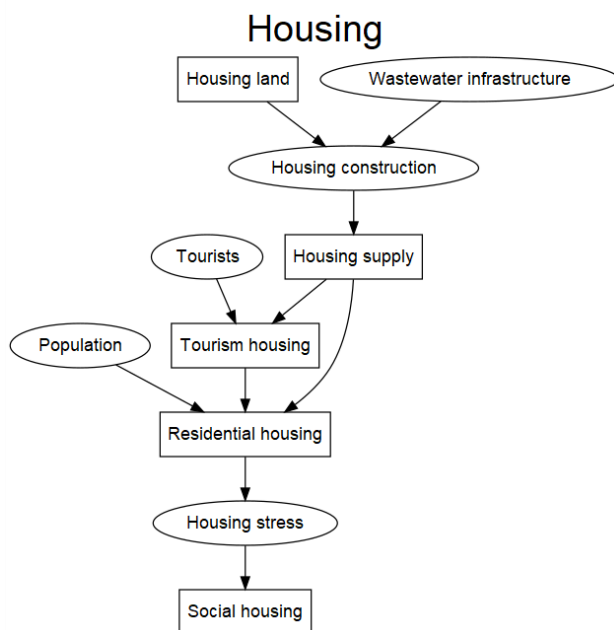 Housing
Housing land
Wastewater infrastructure
Housing construction
Tourists
Housing supply
Population
Tourism housing
Residential housing
Housing stress
Social housing